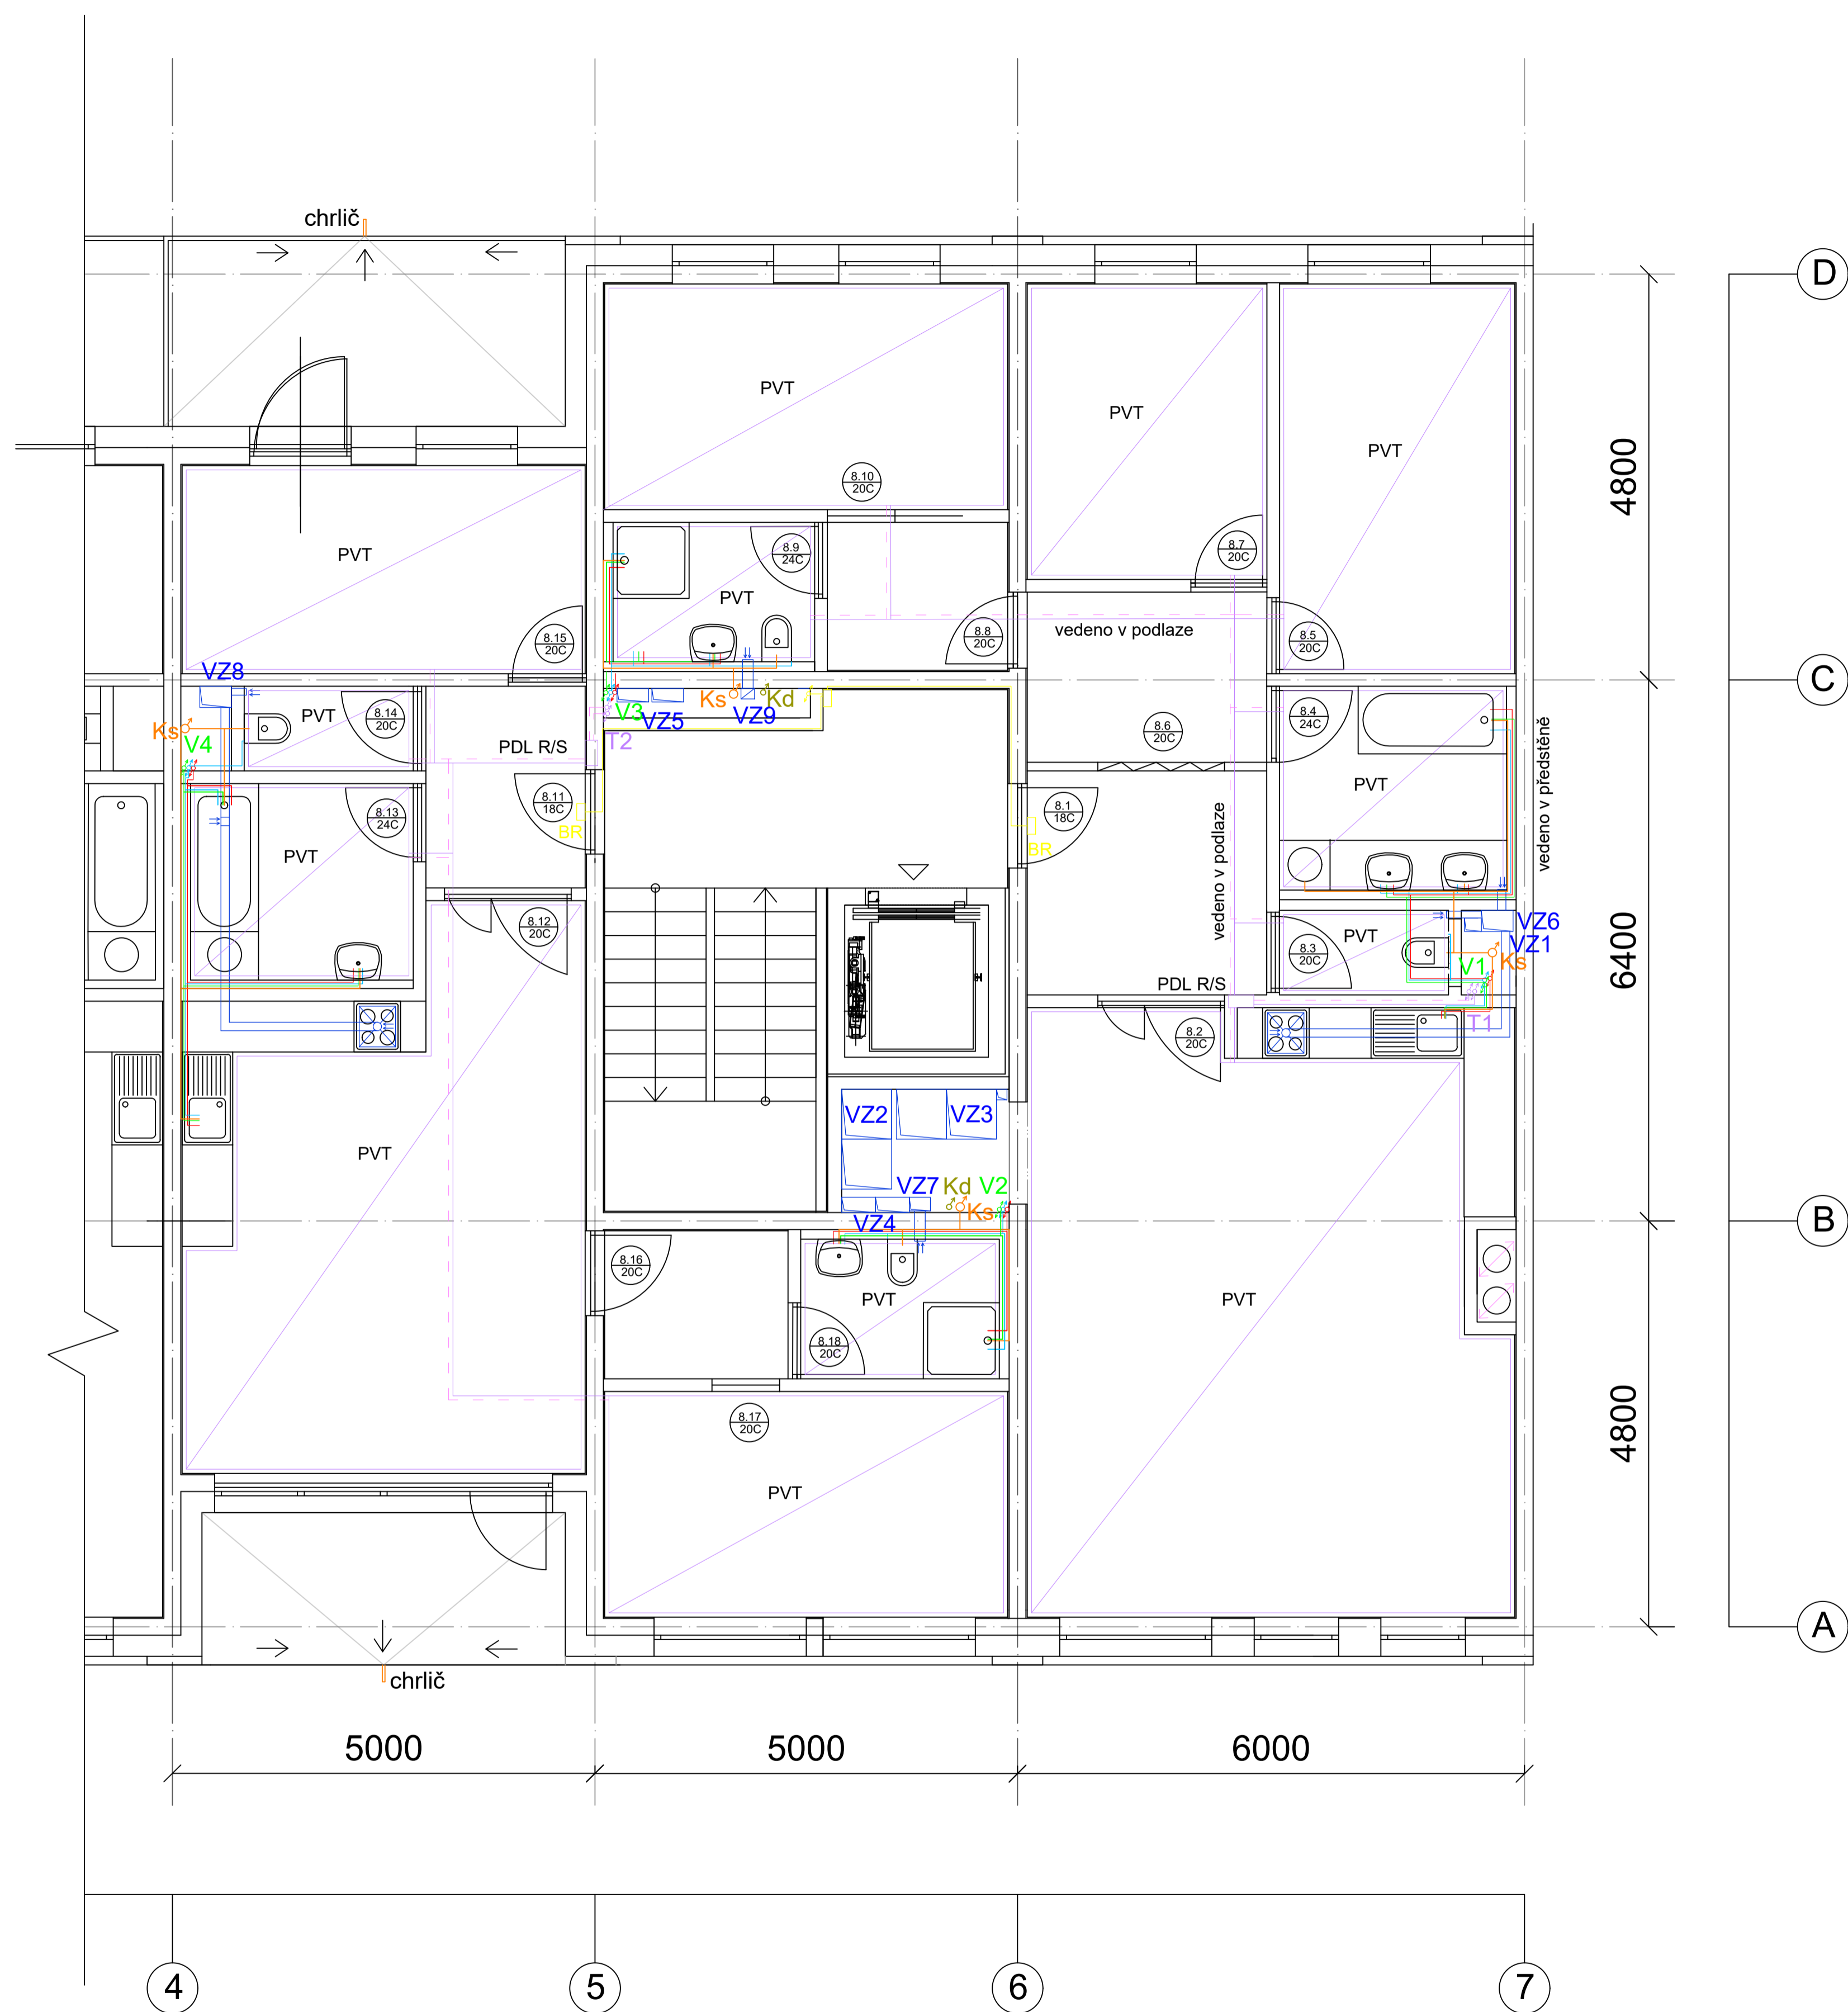 chrlič
D
PVT
4800
PVT
PVT
8.10
20C
PVT
8.9
24C
8.7
20C
PVT
8.15
20C
8.8
20C
vedeno v podlaze
8.5
20C
VZ8
Ks
V4
PVT
8.14
20C
PDL R/S
V3
VZ5
T2
Ks
VZ9
Kd
8.6
20C
8.4
24C
C
PVT
vedeno v předstěně
8.11
18C
BR
8.1
18C
BR
8.13
24C
PVT
vedeno v podlaze
8.12
20C
PVT
8.3
20C
VZ6
VZ1
Ks
V1
6400
PDL R/S
T1
8.2
20C
VZ2
VZ3
PVT
VZ7
Kd
V2
Ks
VZ4
B
8.16
20C
PVT
PVT
8.18
20C
8.17
20C
4800
PVT
A
chrlič
5000
5000
6000
4
5
6
7